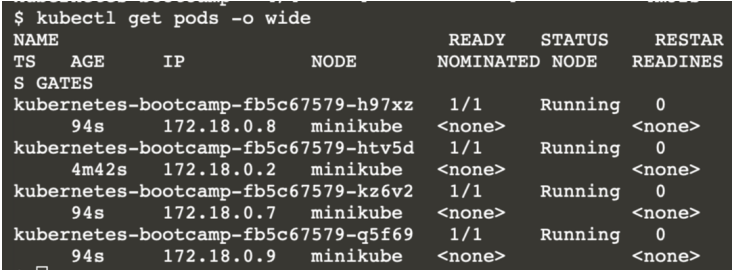 $ kubectl get pods -o wide
NAME                                  READY   STATUS    RESTAR
TS   AGE     IP           NODE       NOMINATED NODE   READINES
S GATES
kubernetes-bootcamp-fb5c67579-h97xz   1/1     Running   0
     94s     172.18.0.8   minikube   <none>           <none>
kubernetes-bootcamp-fb5c67579-htv5d   1/1     Running   0
     4m42s   172.18.0.2   minikube   <none>           <none>
kubernetes-bootcamp-fb5c67579-kz6v2   1/1     Running   0
     94s     172.18.0.7   minikube   <none>           <none>
kubernetes-bootcamp-fb5c67579-q5f69   1/1     Running   0
     94s     172.18.0.9   minikube   <none>           <none>